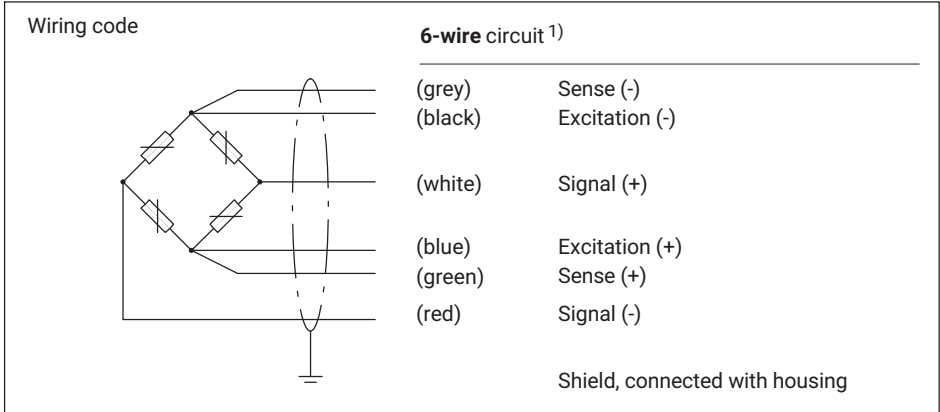 Wiring code
6-wire circuit 1)
(grey) Sense (-)
(black) Excitation (-)
(white) Signal (+)
(blue) Excitation (+)
(green) Sense (+)
(red) Signal (-)
Shield, connected with housing